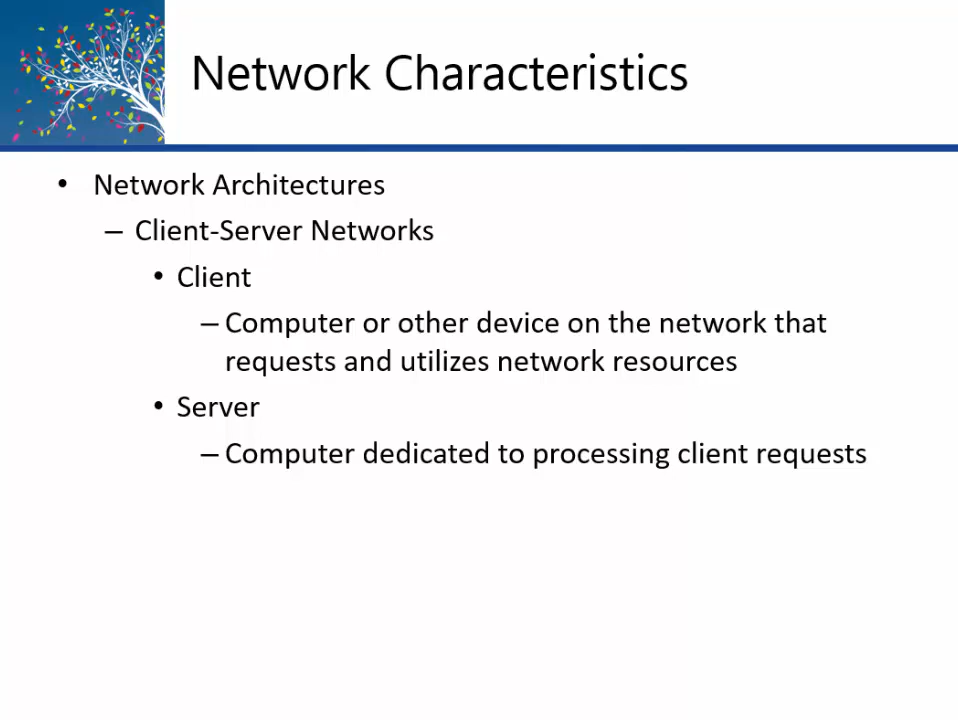 Network Characteristics
• Network Architectures
– Client-Server Networks
• Client
– Computer or other device on the network that
requests and utilizes network resources
• Server
– Computer dedicated to processing client requests